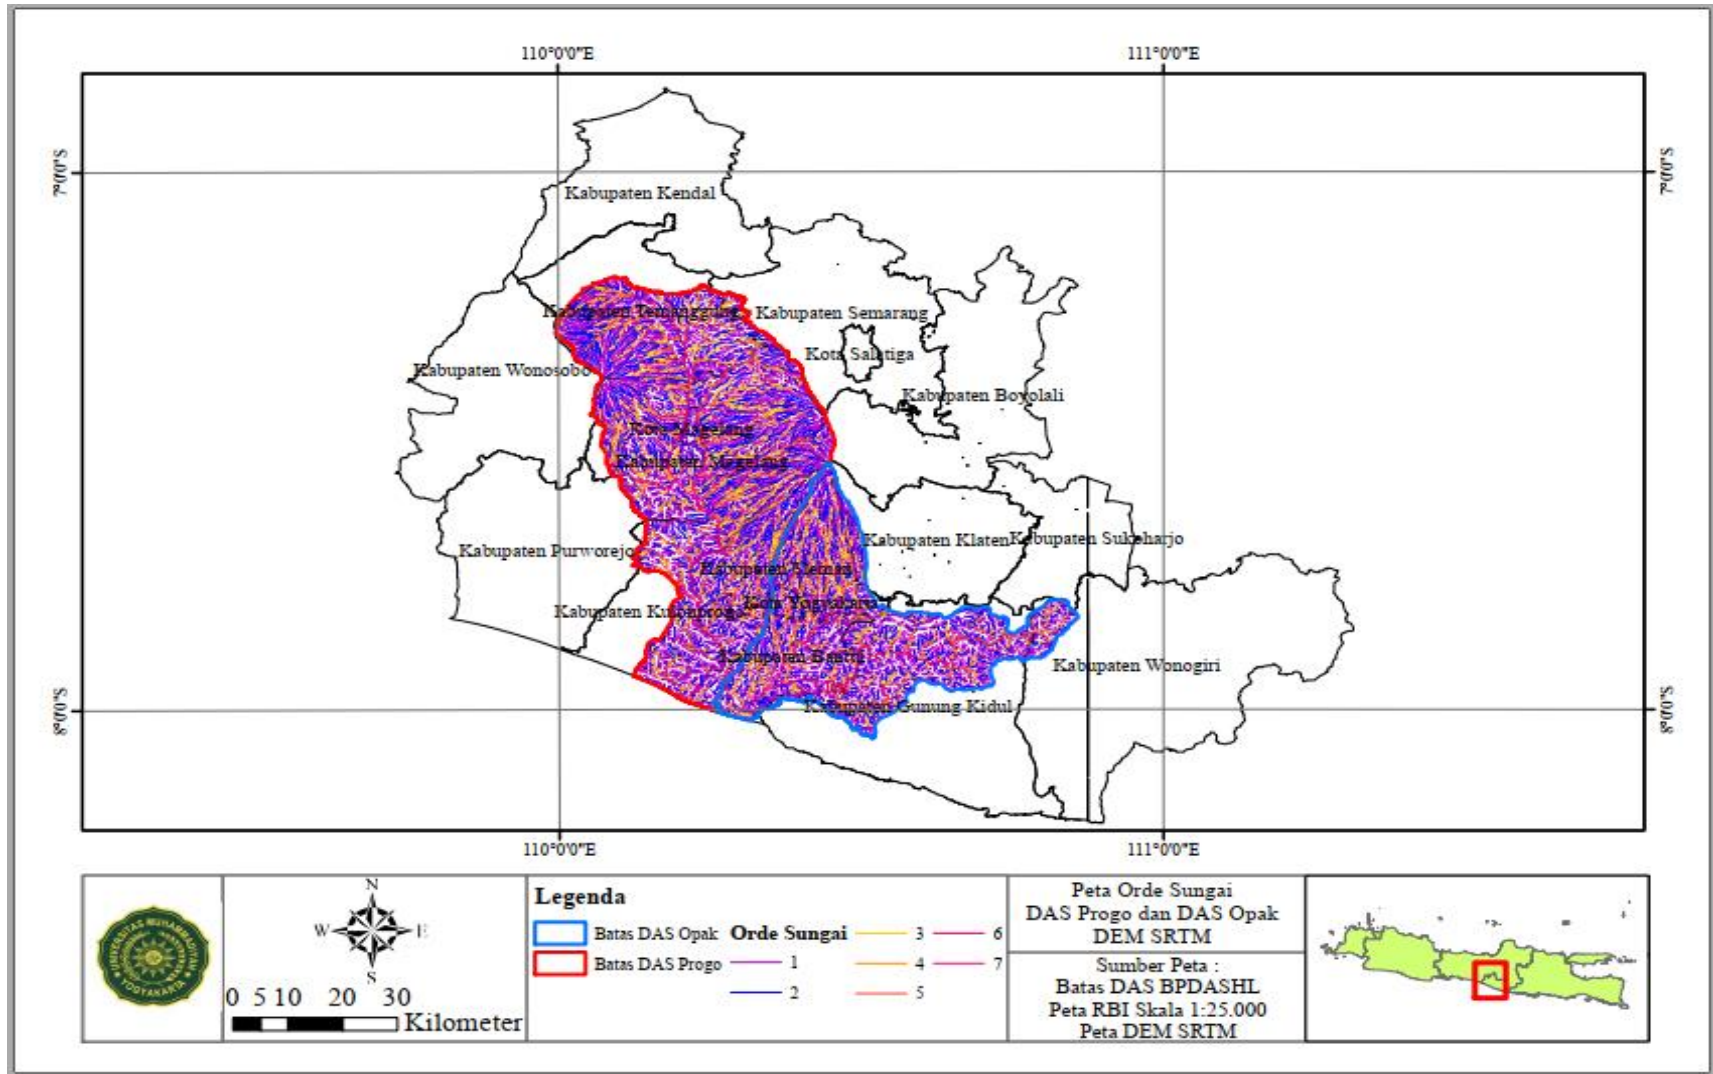 110°0'0"E 111°0'0"E
7°0'0"S 7°0'0"S
Kabupaten Kendal
Kabupaten Temanggung
Kabupaten Semarang
Kota Salatiga
Kabupaten Wonosobo
Kabupaten Boyolali
Kota Magelang
Kabupaten Magelang
Kabupaten Klaten
Kabupaten Sukoharjo
Kabupaten Purworejo
Kabupaten Sleman
Kota Yogyakarta
Kabupaten Kulonprogo
Kabupaten Bantul
Kabupaten Wonogiri
Kabupaten Gunung Kidul
8°0'0"S 8°0'0"S
110°0'0"E 111°0'0"E
UNIVERSITAS MUHAMMADIYAH
YOGYAKARTA
N
W E
S
0 5 10 20 30
Kilometer
Legenda
Batas DAS Opak
Batas DAS Progo
Orde Sungai
1
2
3
4
5
6
7
Peta Orde Sungai
DAS Progo dan DAS Opak
DEM SRTM
Sumber Peta :
Batas DAS BPDASHL
Peta RBI Skala 1:25.000
Peta DEM SRTM